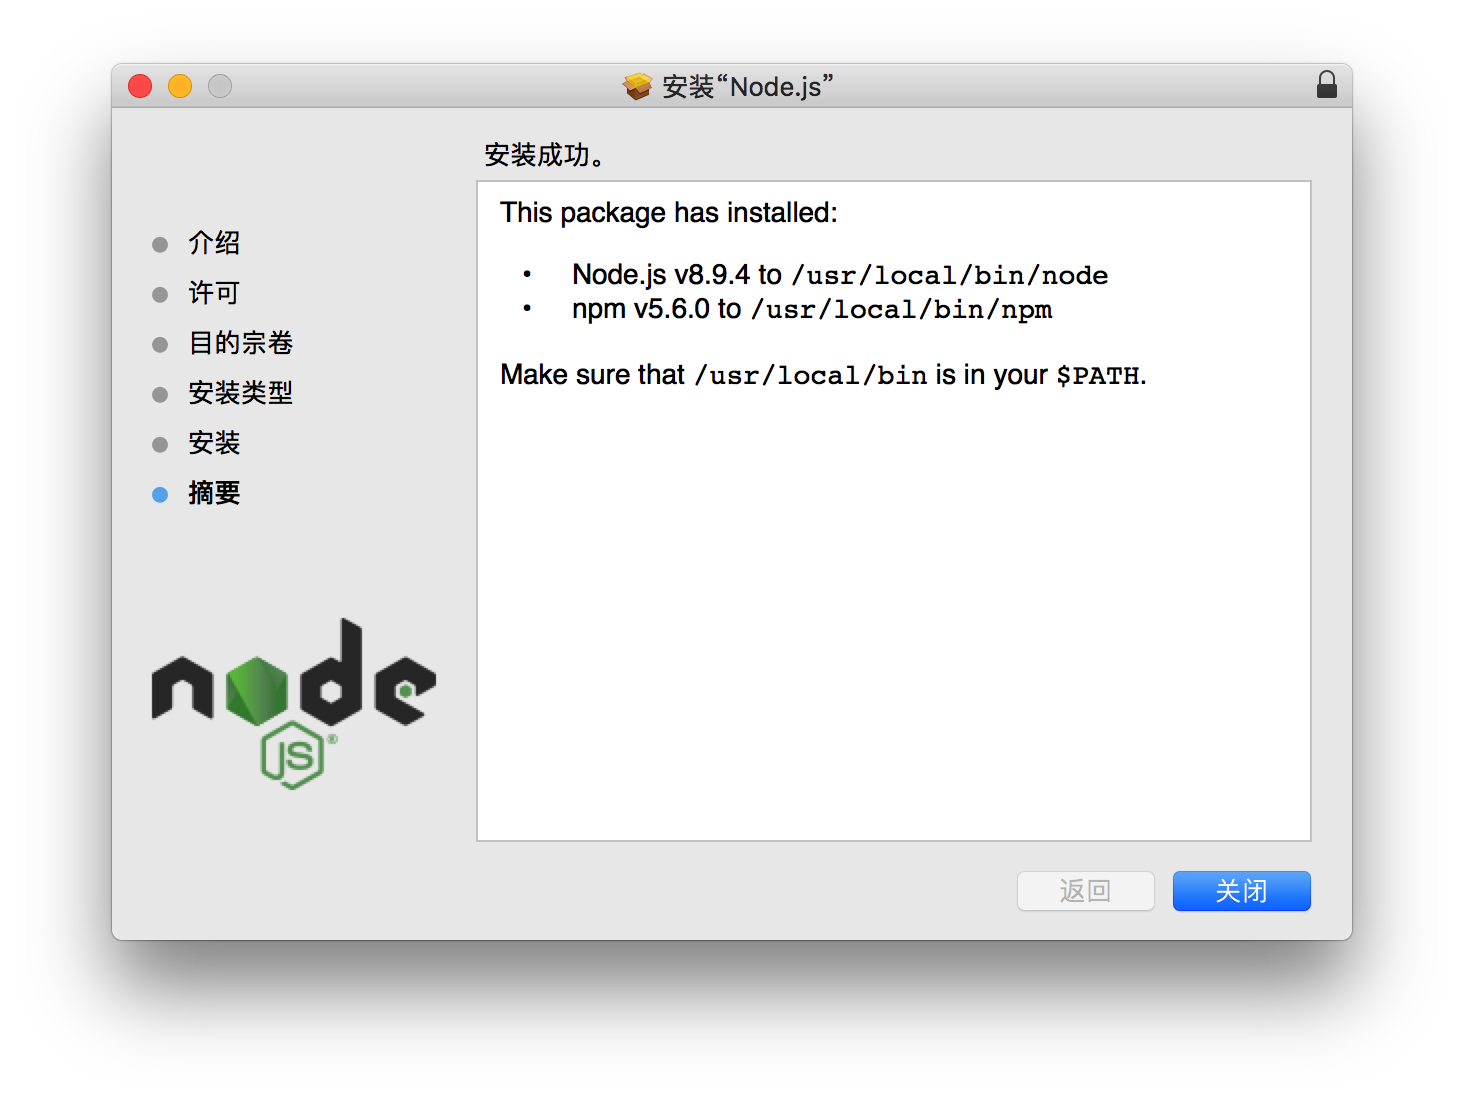 安装“Node.js”
安装成功。
介绍
许可
目的宗卷
安装类型
安装
摘要
This package has installed:
• Node.js v8.9.4 to /usr/local/bin/node
• npm v5.6.0 to /usr/local/bin/npm
Make sure that /usr/local/bin is in your $PATH.
node
JS®
返回
关闭